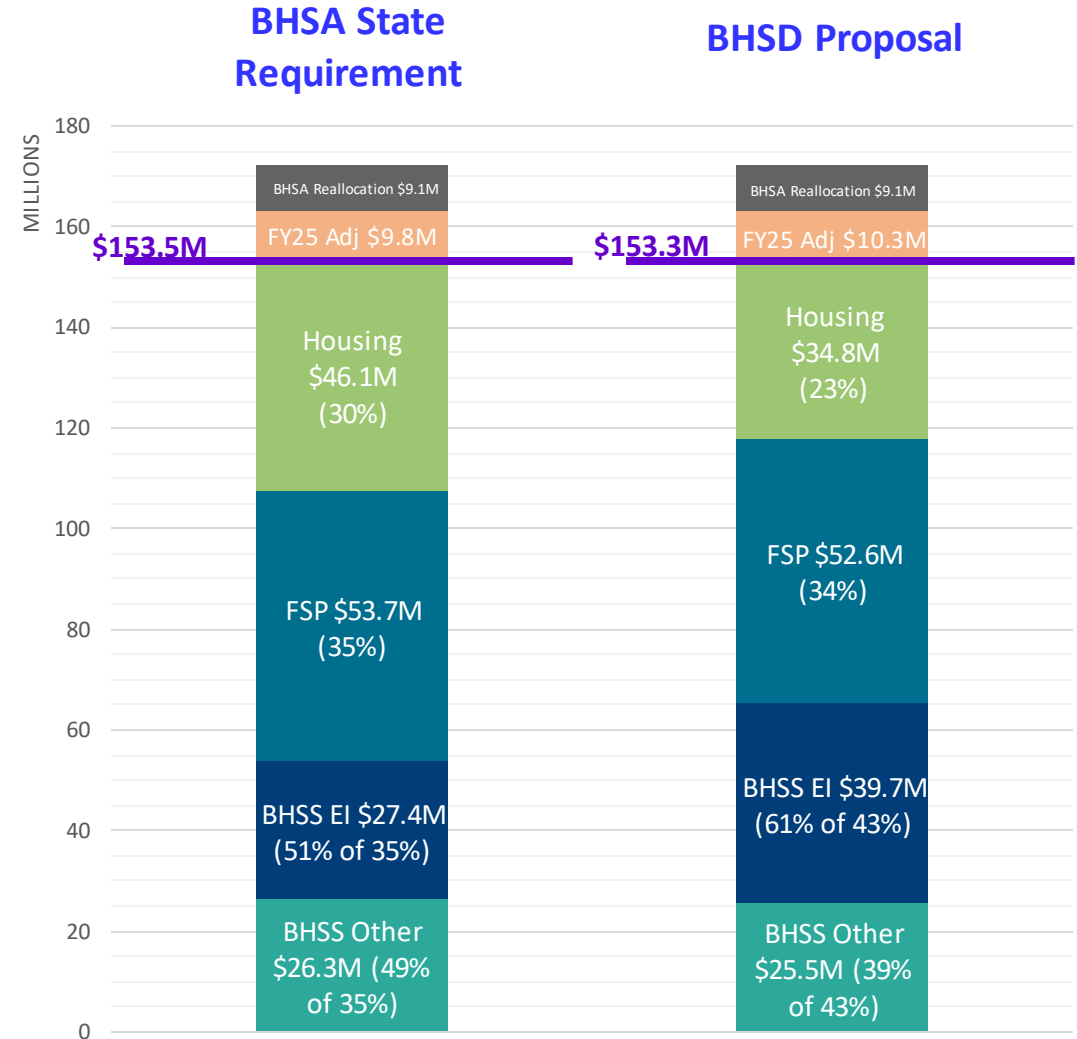 BHSA State
Requirement
BHSD Proposal
MILLIONS
180
160
140
120
100
80
60
40
20
0
$153.5M
BHSA Reallocation $9.1M
FY25 Adj $9.8M
Housing
$46.1M
(30%)
FSP $53.7M
(35%)
BHSS EI $27.4M
(51% of 35%)
BHSS Other
$26.3M (49%
of 35%)
$153.3M
BHSA Reallocation $9.1M
FY25 Adj $10.3M
Housing
$34.8M
(23%)
FSP $52.6M
(34%)
BHSS EI $39.7M
(61% of 43%)
BHSS Other
$25.5M (39%
of 43%)